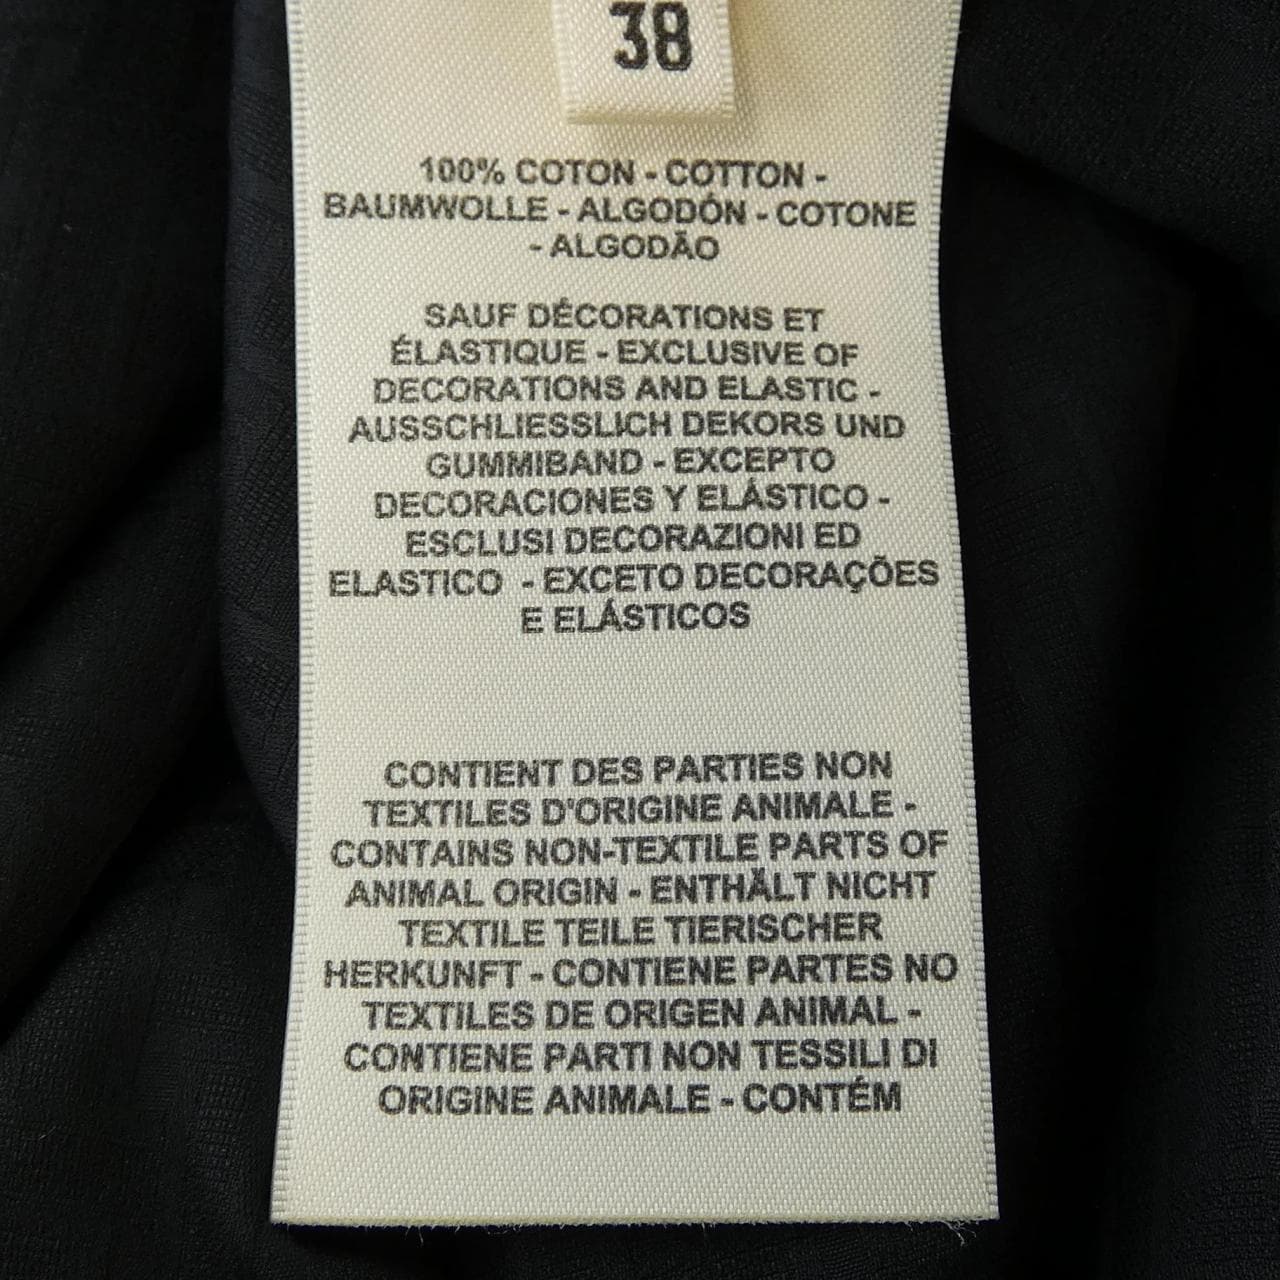 38
100% COTON - COTTON -
BAUMWOLLE - ALGODÓN - COTONE
- ALGODÃO
SAUF DÉCORATIONS ET
ÉLASTIQUE - EXCLUSIVE OF
DECORATIONS AND ELASTIC -
AUSSCHLIESSLICH DEKORS UND
GUMMIBAND - EXCEPTO
DECORACIONES Y ELÁSTICO -
ESCLUSI DECORAZIONI ED
ELASTICO - EXCETO DECORAÇÕES
E ELÁSTICOS
CONTIENT DES PARTIES NON
TEXTILES D'ORIGINE ANIMALE -
CONTAINS NON-TEXTILE PARTS OF
ANIMAL ORIGIN - ENTHÄLT NICHT
TEXTILE TEILE TIERISCHER
HERKUNFT - CONTIENE PARTES NO
TEXTILES DE ORIGEN ANIMAL -
CONTIENE PARTI NON TESSILI DI
ORIGINE ANIMALE - CONTÉM